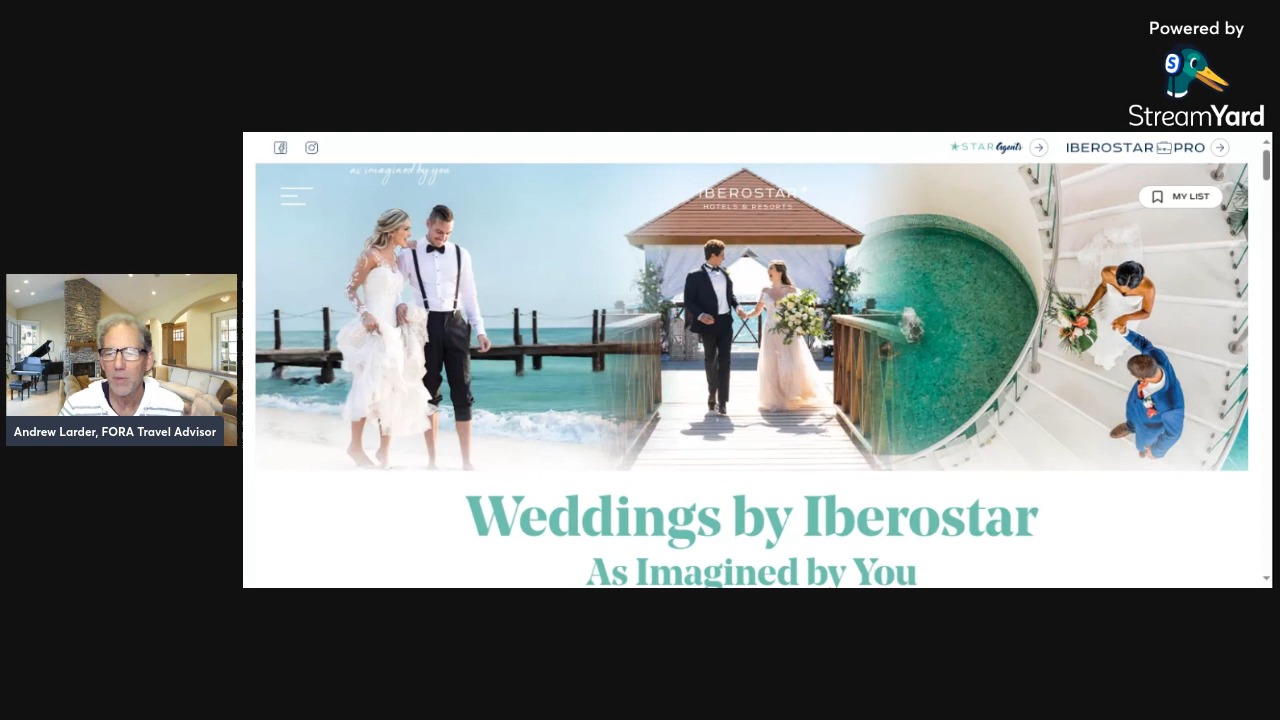 Powered by
S
StreamYard
STAR Agents
IBEROSTAR PRO
as imagined by you
IBEROSTAR
HOTELS & RESORTS
MY LIST
Andrew Larder, FORA Travel Advisor
Weddings by Iberostar
As Imagined by You